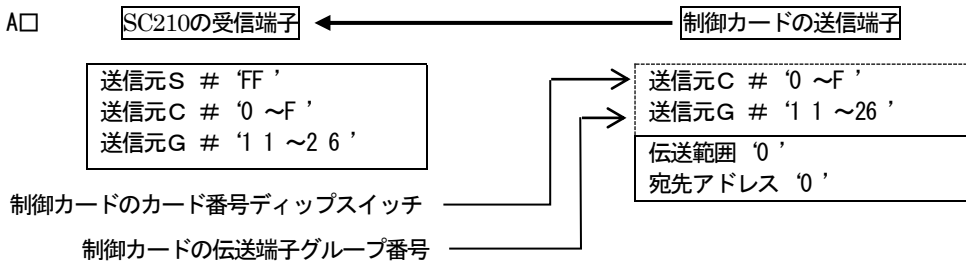 A□ SC210の受信端子 制御カードの送信端子
送信元S # ‘FF ’
送信元C # ‘0 ~F ’
送信元G # ‘1 1 ~2 6 ’
送信元C # ‘0 ~F ’
送信元G # ‘1 1 ~26 ’
伝送範囲 ‘0 ’
宛先アドレス ‘0 ’
制御カードのカード番号ディップスイッチ
制御カードの伝送端子グループ番号